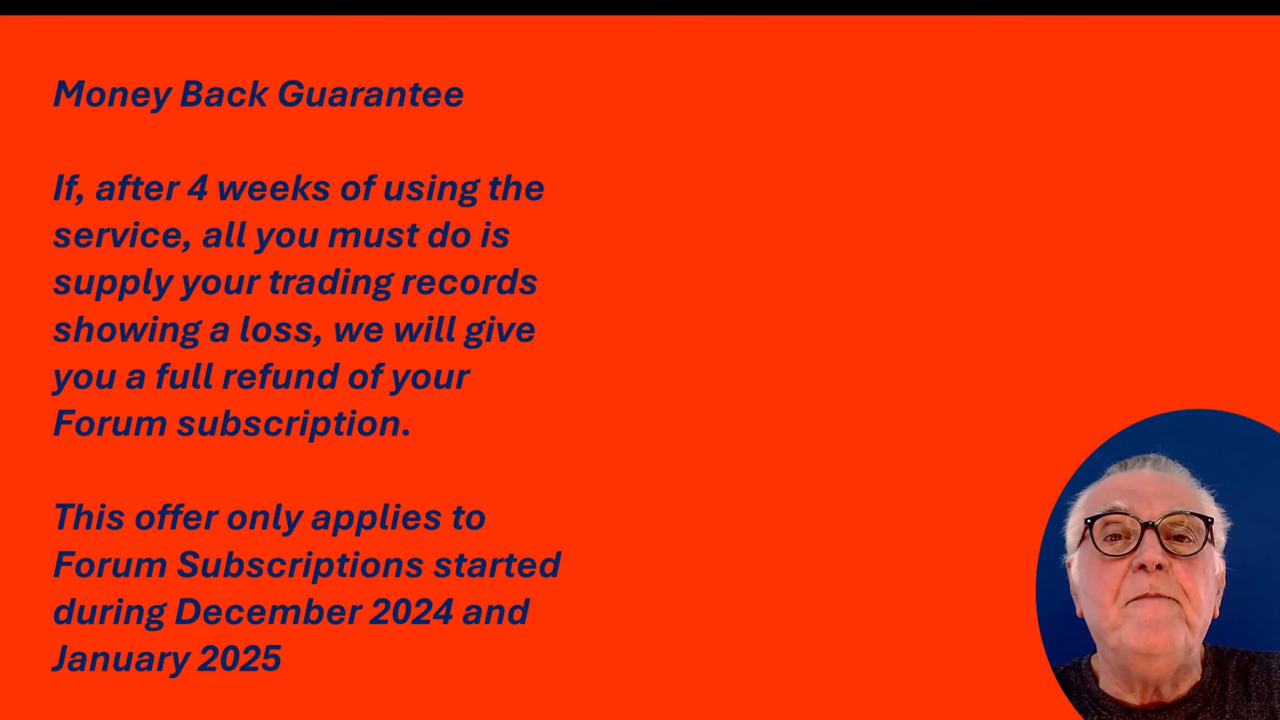 Money Back Guarantee
If, after 4 weeks of using the
service, all you must do is
supply your trading records
showing a loss, we will give
you a full refund of your
Forum subscription.
This offer only applies to
Forum Subscriptions started
during December 2024 and
January 2025